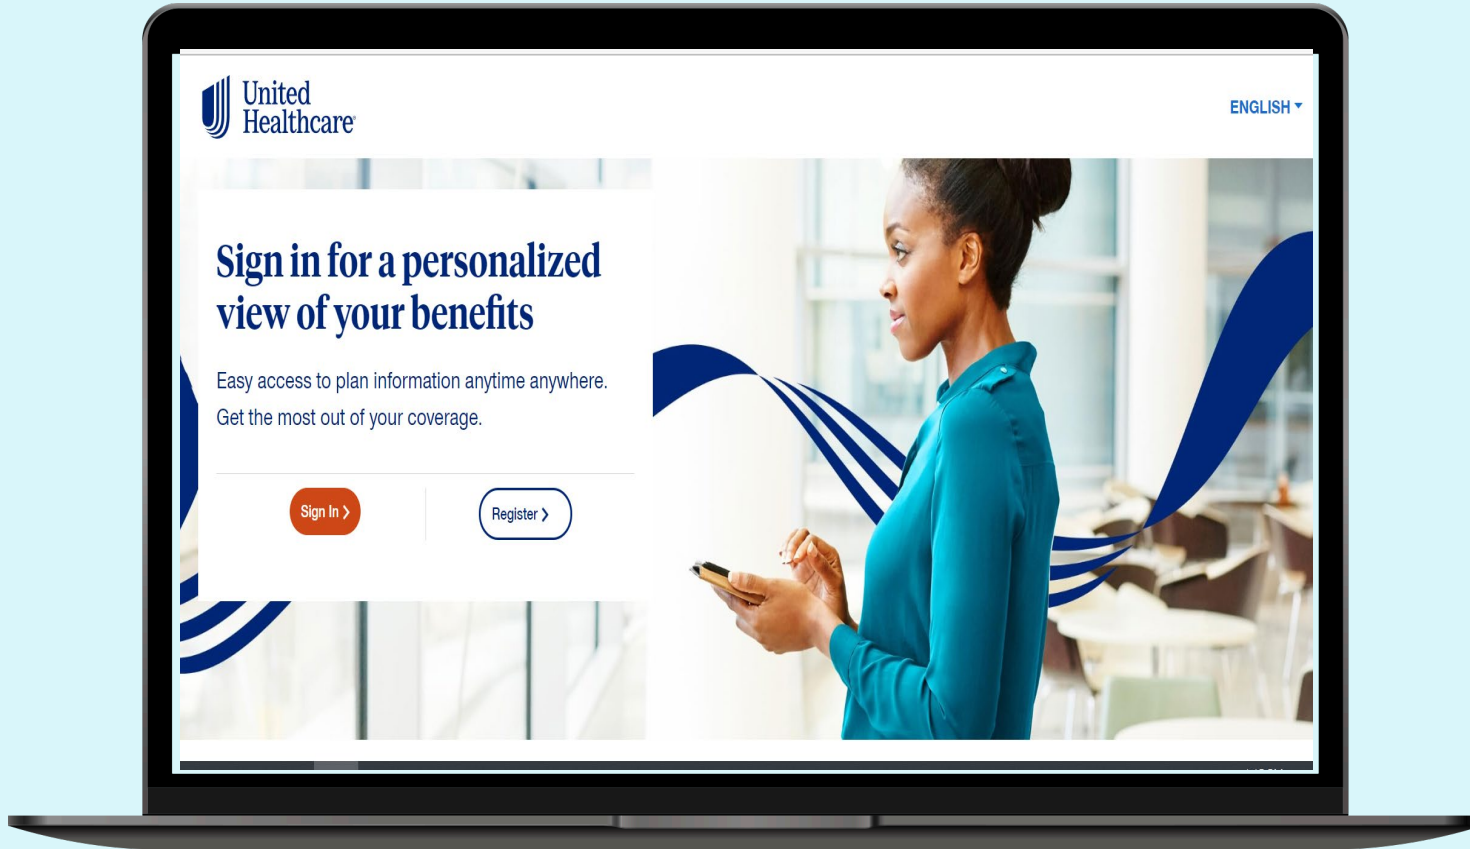 United
Healthcare
ENGLISH
Sign in for a personalized
view of your benefits
Easy access to plan information anytime anywhere.
Get the most out of your coverage.
Sign In
Register